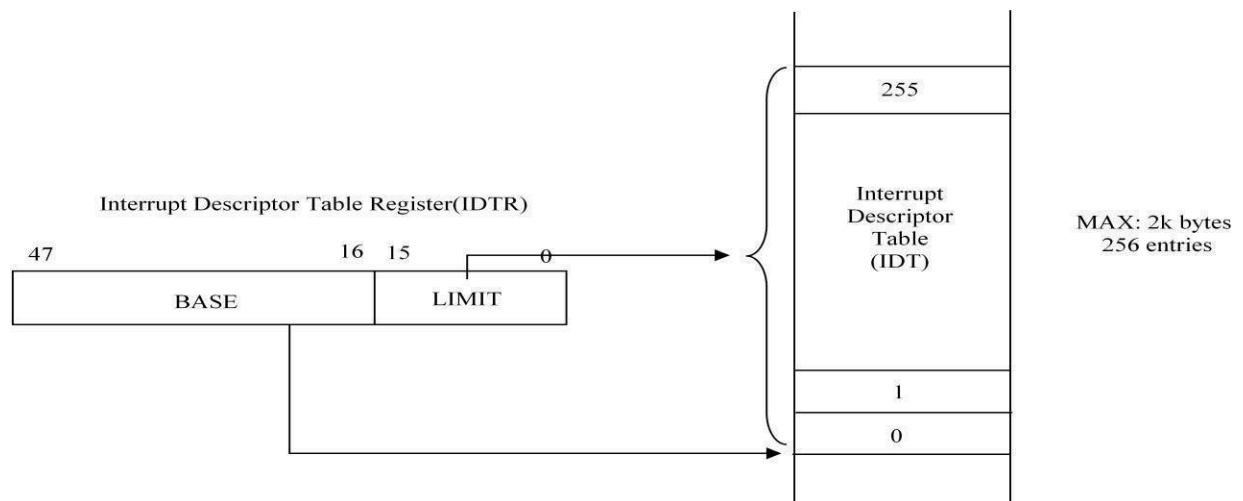 255
Interrupt Descriptor Table Register(IDTR)
47
16
15
0
BASE
LIMIT
Interrupt
Descriptor
Table
(IDT)
MAX: 2k bytes
256 entries
1
0